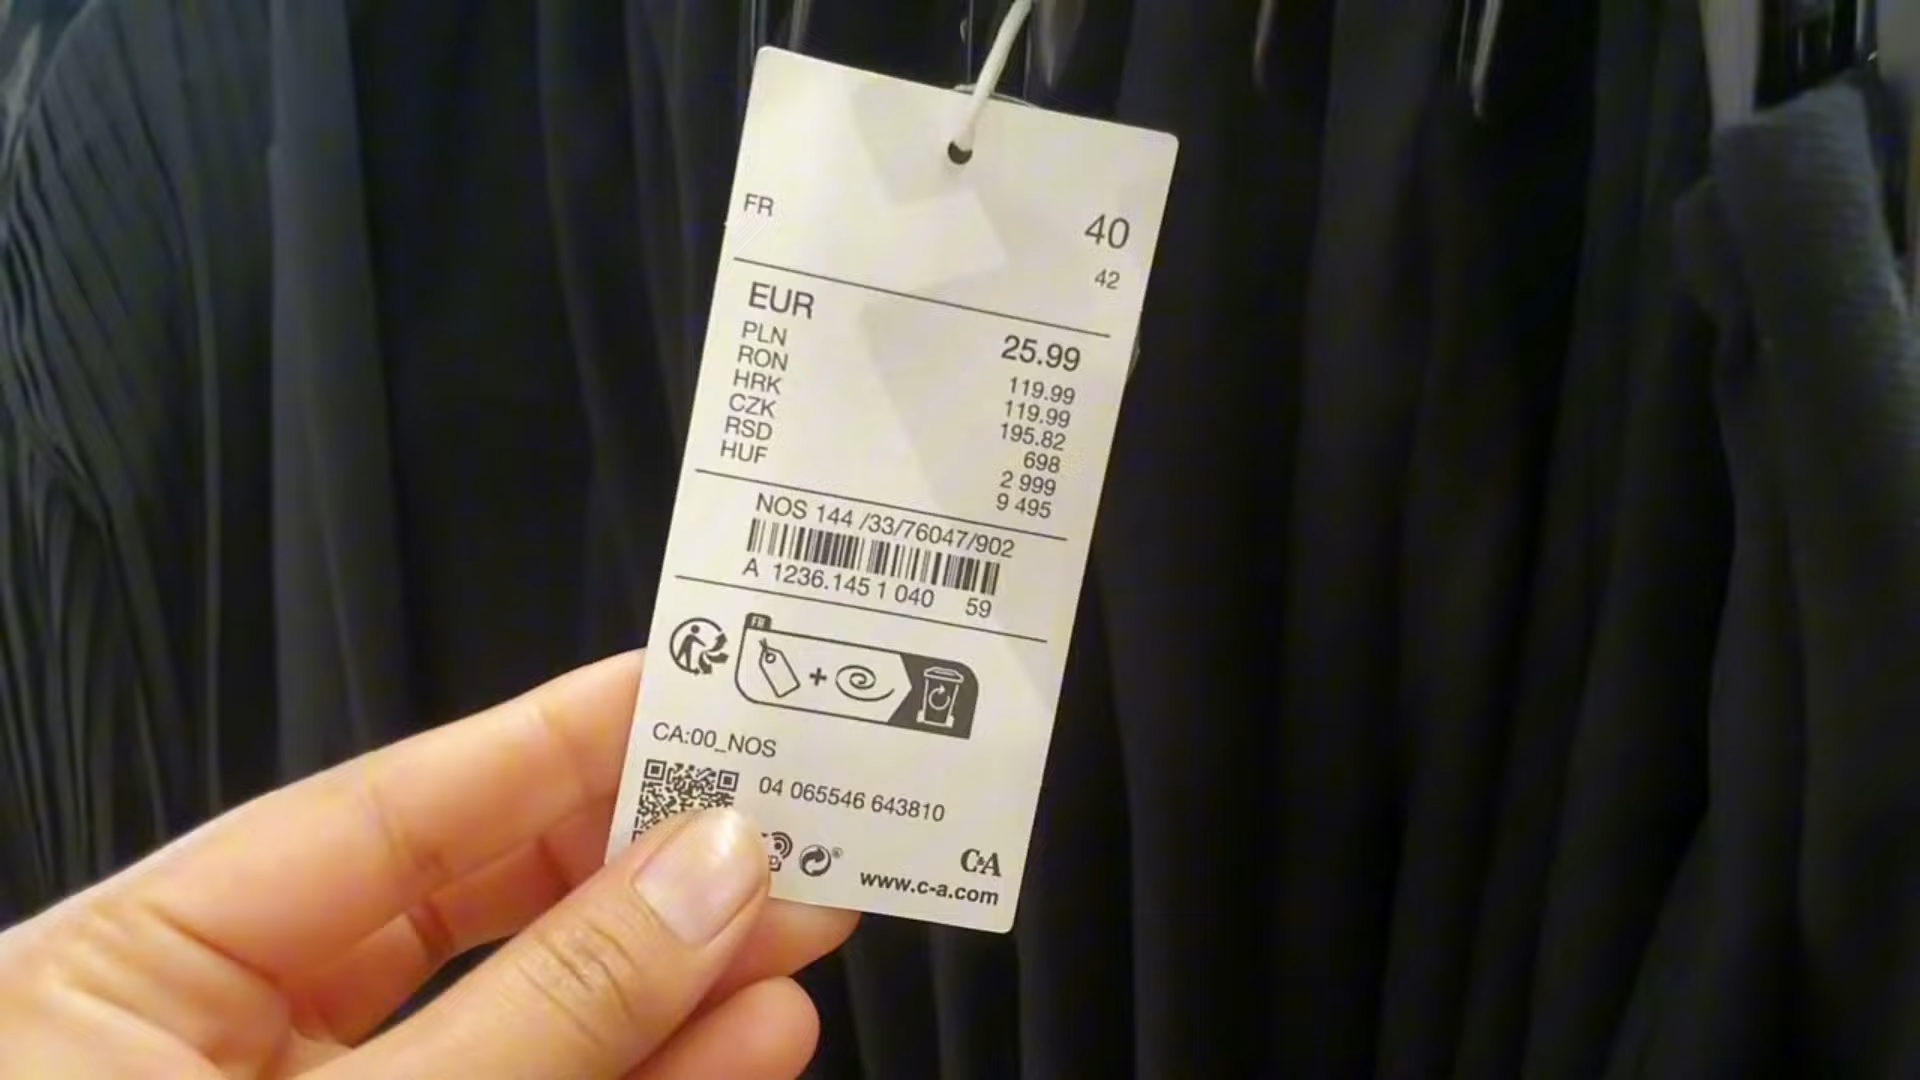 FR 40
42
EUR 25.99
PLN 119.99
RON 119.99
HRK 195.82
CZK 698
RSD 2 999
HUF 9 495
NOS 144 /33/76047/902
A 1236.145 1 040 59
FR
+
CA:00_NOS
04 065546 643810
C&A
www.c-a.com